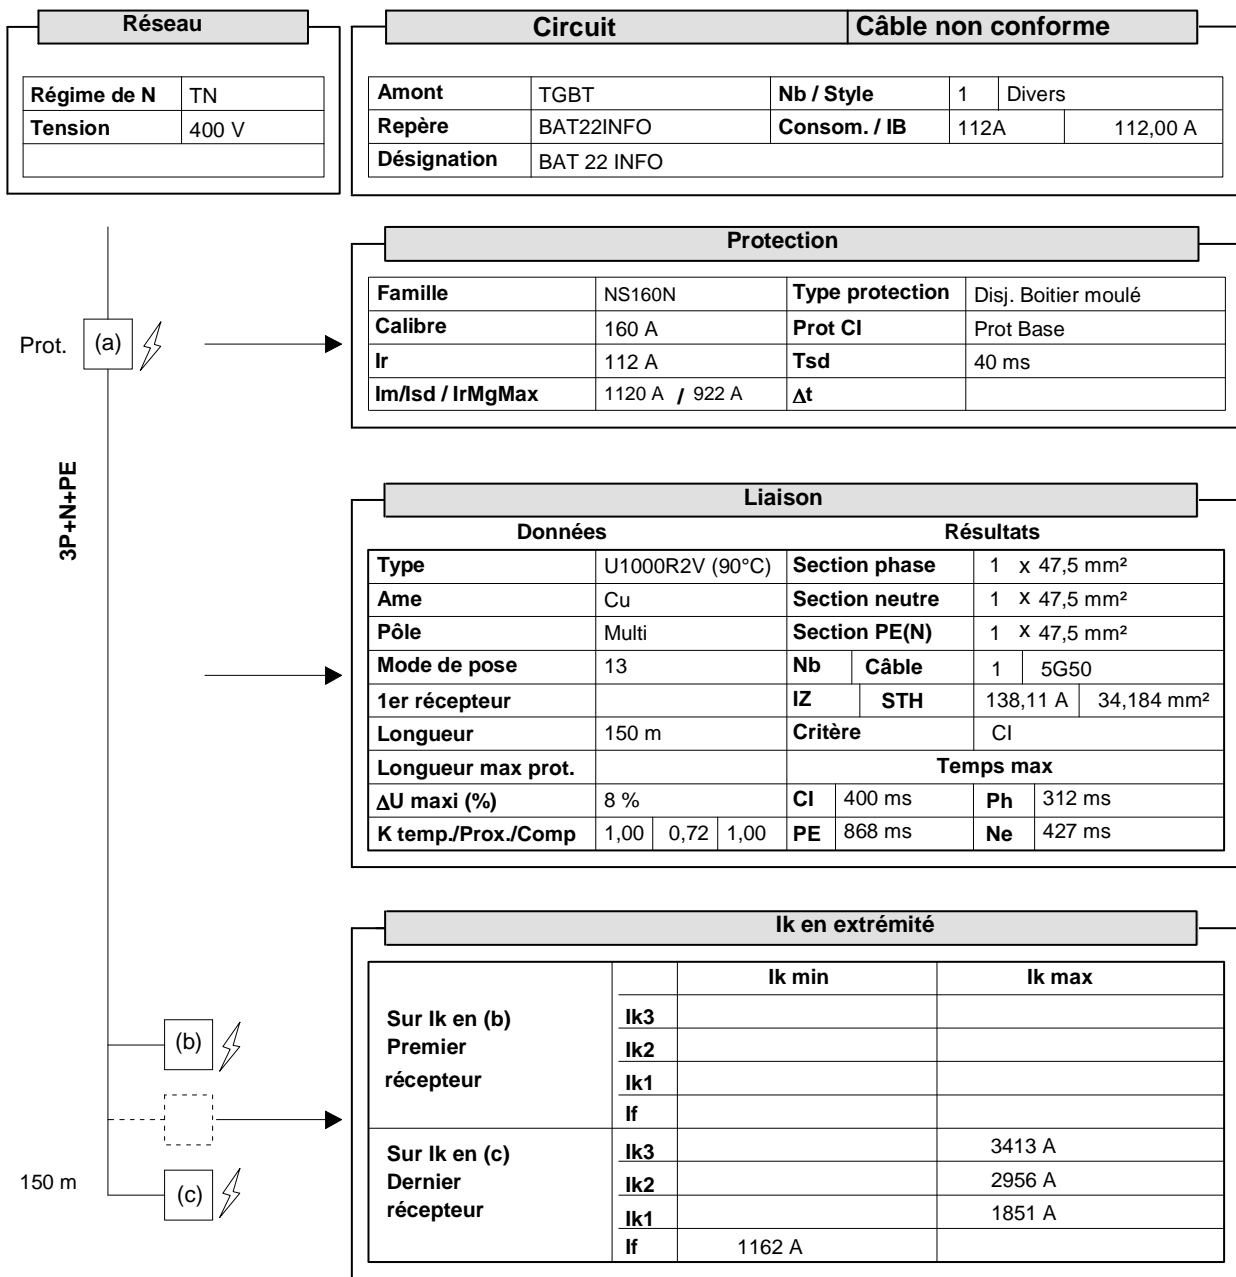 Réseau
Régime de N TN
Tension 400 V
Circuit Câble non conforme
Amont TGBT Nb / Style 1 Divers
Repère BAT22INFO Consom. / IB 112A 112,00 A
Désignation BAT 22 INFO
Protection
Famille NS160N Type protection Disj. Boitier moulé
Calibre 160 A Prot CI Prot Base
Ir 112 A Tsd 40 ms
Im/Isd / IrMgMax 1120 A / 922 A Δt
Prot. (a)
3P+N+PE
Liaison
Données Résultats
Type U1000R2V (90°C) Section phase 1 x 47,5 mm²
Ame Cu Section neutre 1 x 47,5 mm²
Pôle Multi Section PE(N) 1 x 47,5 mm²
Mode de pose 13 Nb Câble 1 5G50
1er récepteur IZ STH 138,11 A 34,184 mm²
Longueur 150 m Critère CI
Longueur max prot. Temps max
ΔU maxi (%) 8 % CI 400 ms Ph 312 ms
K temp./Prox./Comp 1,00 0,72 1,00 PE 868 ms Ne 427 ms
Ik en extrémité
Ik min Ik max
Sur Ik en (b) Ik3
Premier Ik2
récepteur Ik1
If
(b)
Sur Ik en (c) Ik3 3413 A
Dernier Ik2 2956 A
récepteur Ik1 1851 A
If 1162 A
150 m (c)